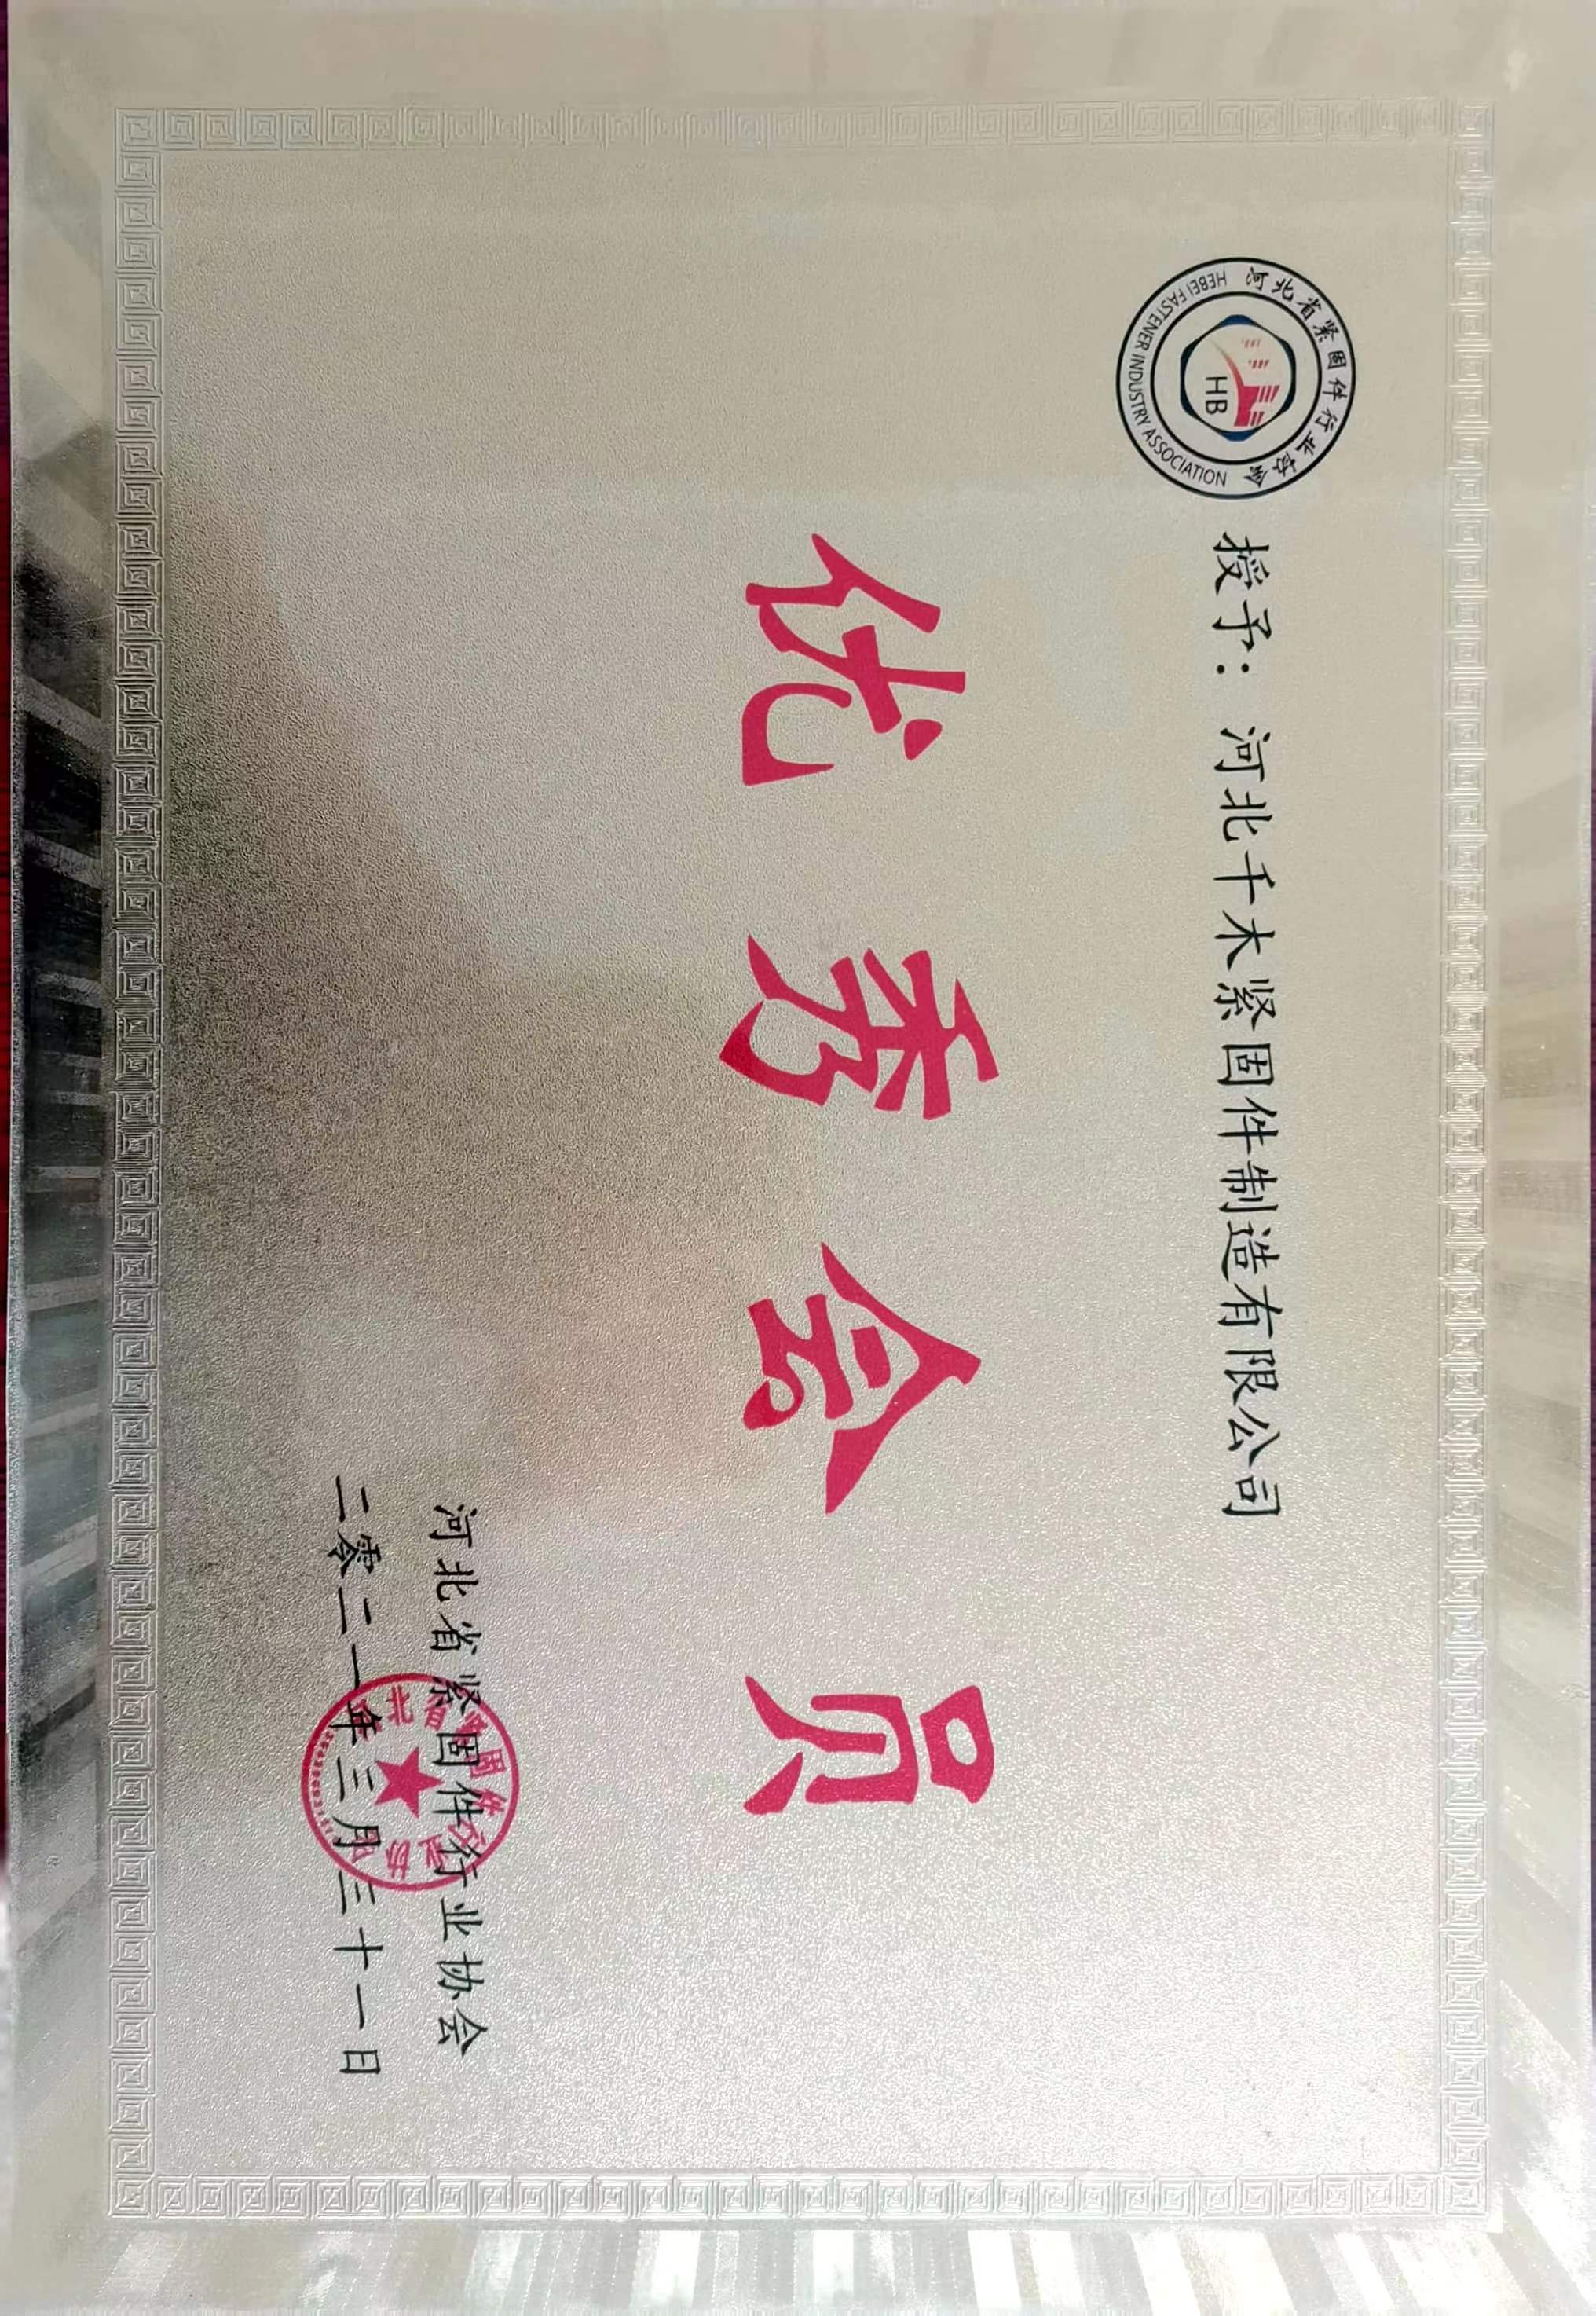 河北省紧固件行业协会
HEBEI FASTENER INDUSTRY ASSOCIATION
HB
授予：河北千木紧固件制造有限公司
优秀会员
河北省紧固件行业协会
二零二一年三月三十一日